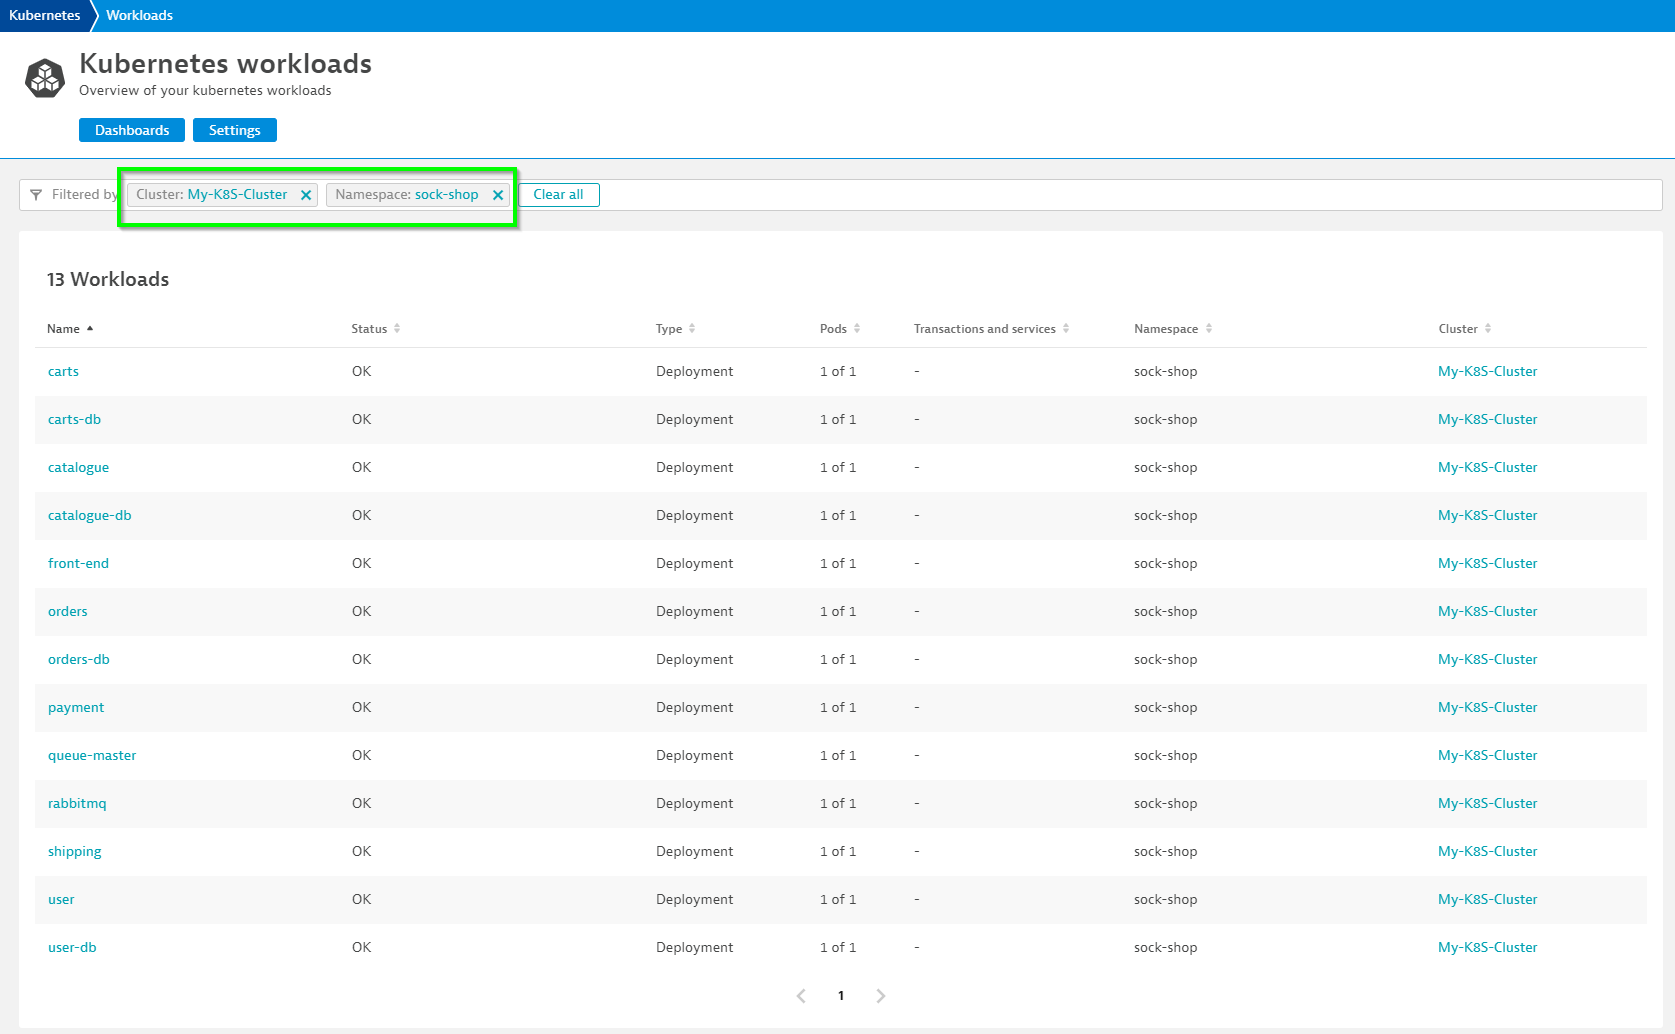 Kubernetes Workloads
Kubernetes workloads
Overview of your kubernetes workloads
Dashboards Settings
Filtered by Cluster: My-K8S-Cluster Namespace: sock-shop Clear all
13 Workloads
Name Status Type Pods Transactions and services Namespace Cluster
carts OK Deployment 1 of 1 - sock-shop My-K8S-Cluster
carts-db OK Deployment 1 of 1 - sock-shop My-K8S-Cluster
catalogue OK Deployment 1 of 1 - sock-shop My-K8S-Cluster
catalogue-db OK Deployment 1 of 1 - sock-shop My-K8S-Cluster
front-end OK Deployment 1 of 1 - sock-shop My-K8S-Cluster
orders OK Deployment 1 of 1 - sock-shop My-K8S-Cluster
orders-db OK Deployment 1 of 1 - sock-shop My-K8S-Cluster
payment OK Deployment 1 of 1 - sock-shop My-K8S-Cluster
queue-master OK Deployment 1 of 1 - sock-shop My-K8S-Cluster
rabbitmq OK Deployment 1 of 1 - sock-shop My-K8S-Cluster
shipping OK Deployment 1 of 1 - sock-shop My-K8S-Cluster
user OK Deployment 1 of 1 - sock-shop My-K8S-Cluster
user-db OK Deployment 1 of 1 - sock-shop My-K8S-Cluster
1